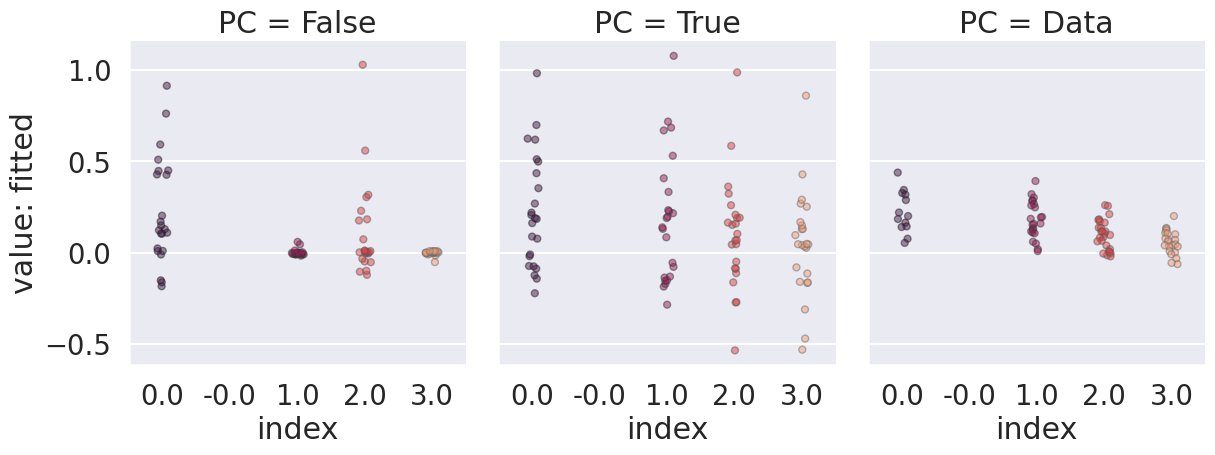 PC = False
PC = True
PC = Data
value: fitted
1.0
0.5
0.0
−0.5
0.0 -0.0 1.0 2.0 3.0
0.0 -0.0 1.0 2.0 3.0
0.0 -0.0 1.0 2.0 3.0
index
index
index